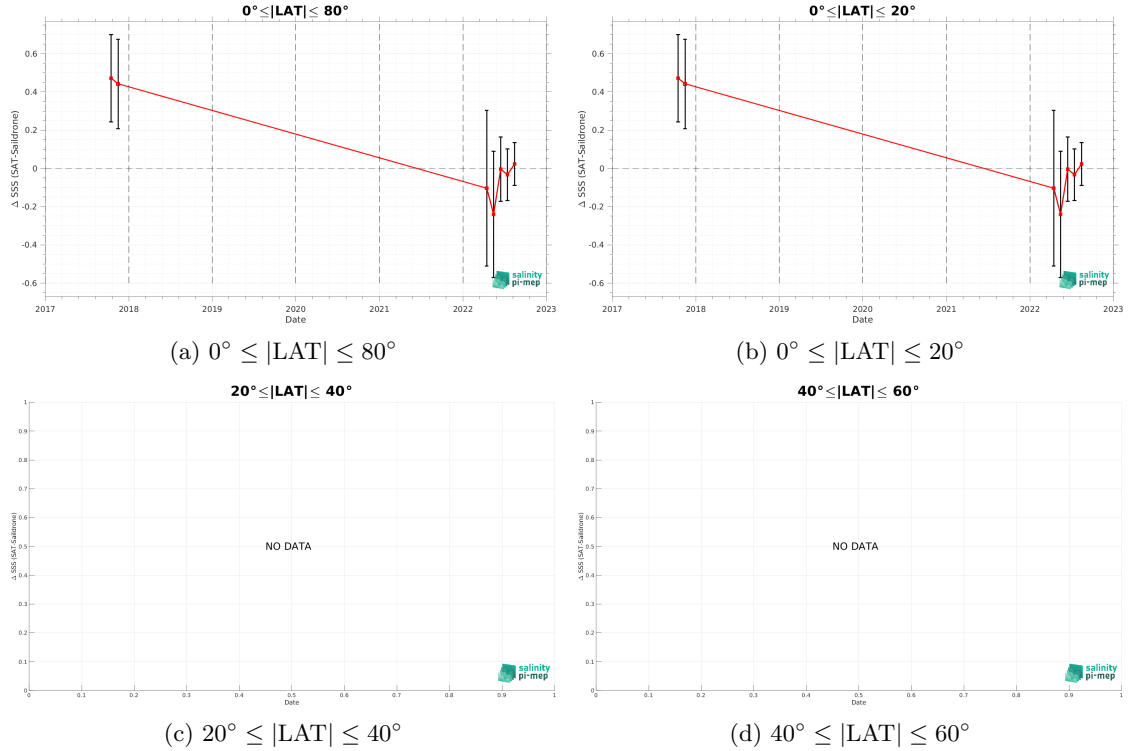 0°≤|LAT|≤ 80°
0.6
0.4
0.2
0
-0.2
-0.4
-0.6
Δ SSS (SAT-Saildrone)
2017 2018 2019 2020 2021 2022 2023
Date
salinity
pi-mep
(a) 0° ≤ |LAT| ≤ 80°
0°≤|LAT|≤ 20°
0.6
0.4
0.2
0
-0.2
-0.4
-0.6
Δ SSS (SAT-Saildrone)
2017 2018 2019 2020 2021 2022 2023
Date
salinity
pi-mep
(b) 0° ≤ |LAT| ≤ 20°
20°≤|LAT|≤ 40°
1
0.9
0.8
0.7
0.6
0.5
0.4
0.3
0.2
0.1
0
Δ SSS (SAT-Saildrone)
NO DATA
0 0.1 0.2 0.3 0.4 0.5 0.6 0.7 0.8 0.9 1
Date
salinity
pi-mep
(c) 20° ≤ |LAT| ≤ 40°
40°≤|LAT|≤ 60°
1
0.9
0.8
0.7
0.6
0.5
0.4
0.3
0.2
0.1
0
Δ SSS (SAT-Saildrone)
NO DATA
0 0.1 0.2 0.3 0.4 0.5 0.6 0.7 0.8 0.9 1
Date
salinity
pi-mep
(d) 40° ≤ |LAT| ≤ 60°